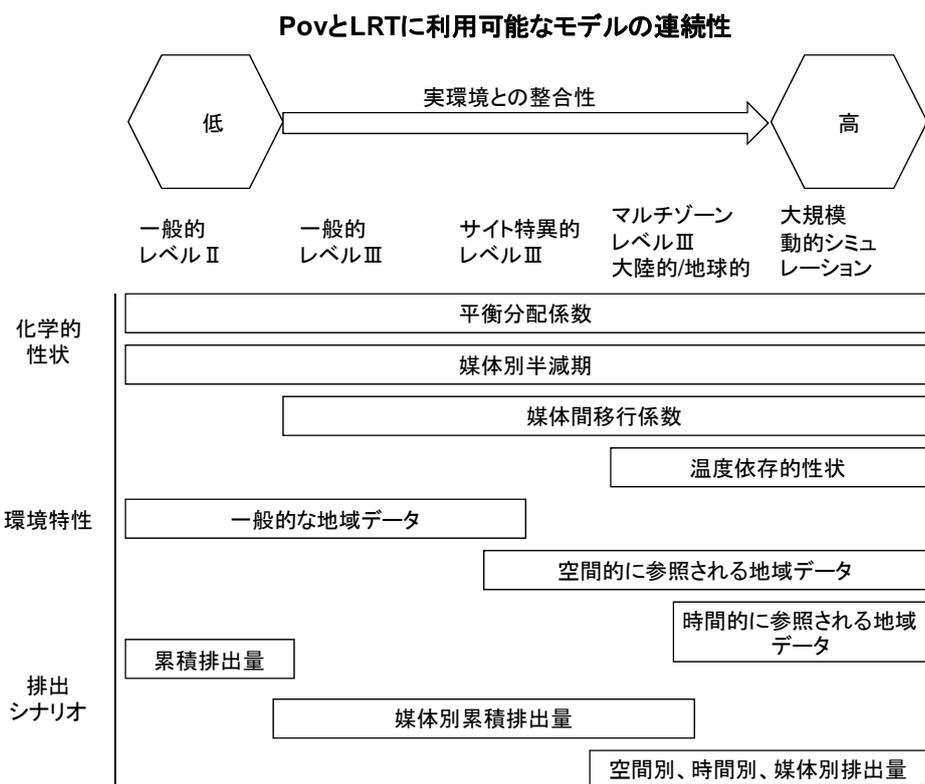 PovとLRTに利用可能なモデルの連続性
低
実環境との整合性
高
一般的
レベルⅡ
一般的
レベルⅢ
サイト特異的
レベルⅢ
マルチゾーン
レベルⅢ
大陸的/地球的
大規模
動的シミュ
レーション
化学的
性状
平衡分配係数
媒体別半減期
媒体間移行係数
温度依存的性状
環境特性
一般的な地域データ
空間的に参照される地域データ
時間的に参照される地域
データ
排出
シナリオ
累積排出量
媒体別累積排出量
空間別、時間別、媒体別排出量